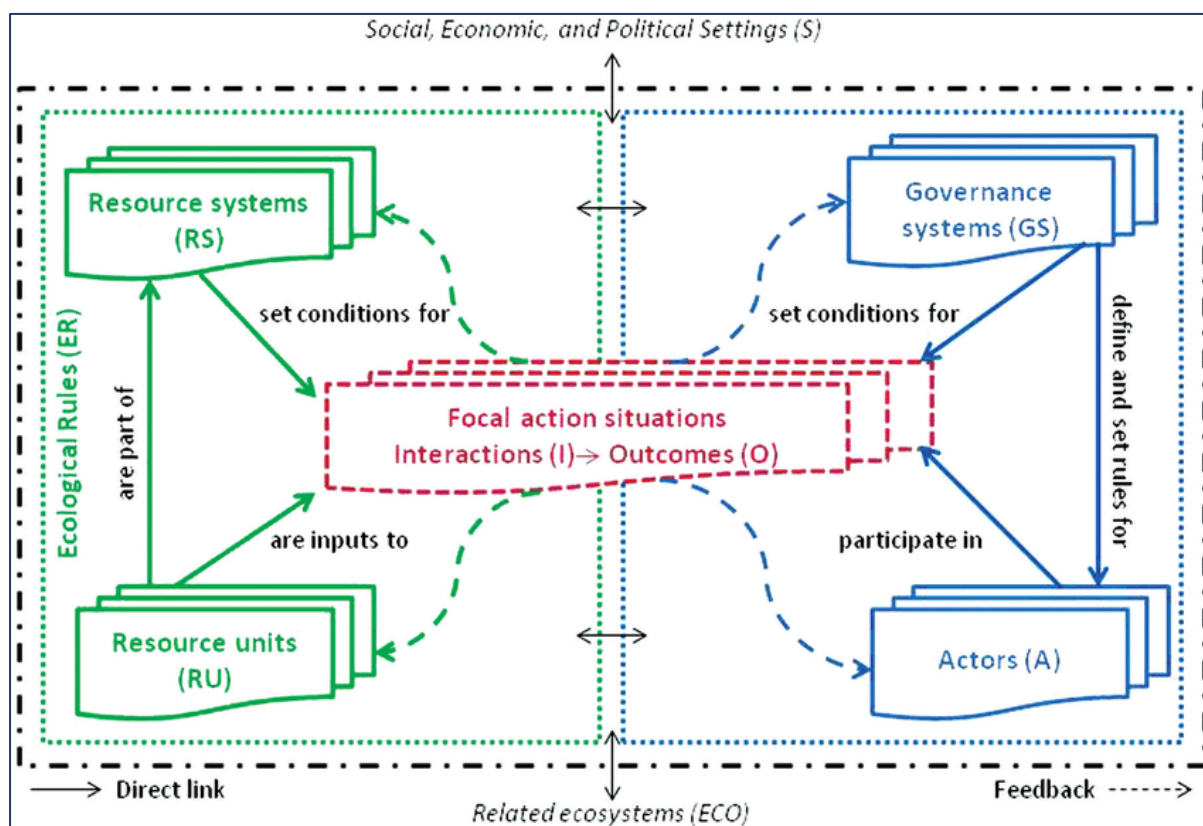 Social, Economic, and Political Settings (S)
Resource systems
(RS)
Governance
systems (GS)
set conditions for
set conditions for
Ecological Rules (ER)
are part of
define and set rules for
Focal action situations
Interactions (I)→ Outcomes (O)
are inputs to
participate in
Resource units
(RU)
Actors (A)
Direct link
Feedback
Related ecosystems (ECO)